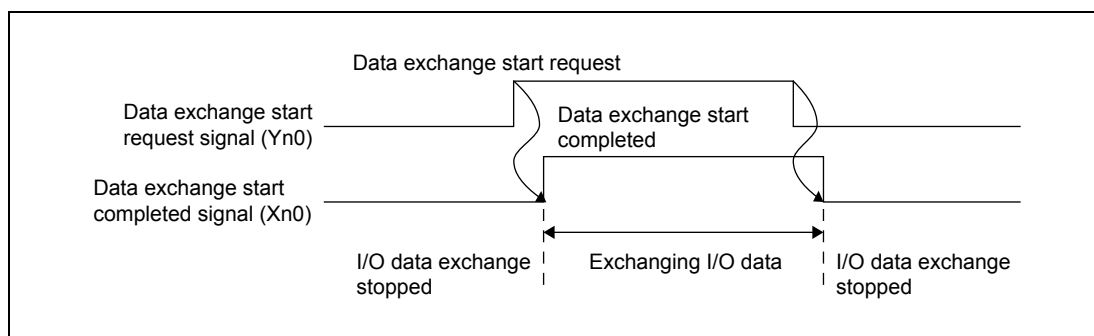 Data exchange start request
Data exchange start
request signal (Yn0)
Data exchange start
completed
Data exchange start
completed signal (Xn0)
I/O data exchange
stopped
Exchanging I/O data
I/O data exchange
stopped